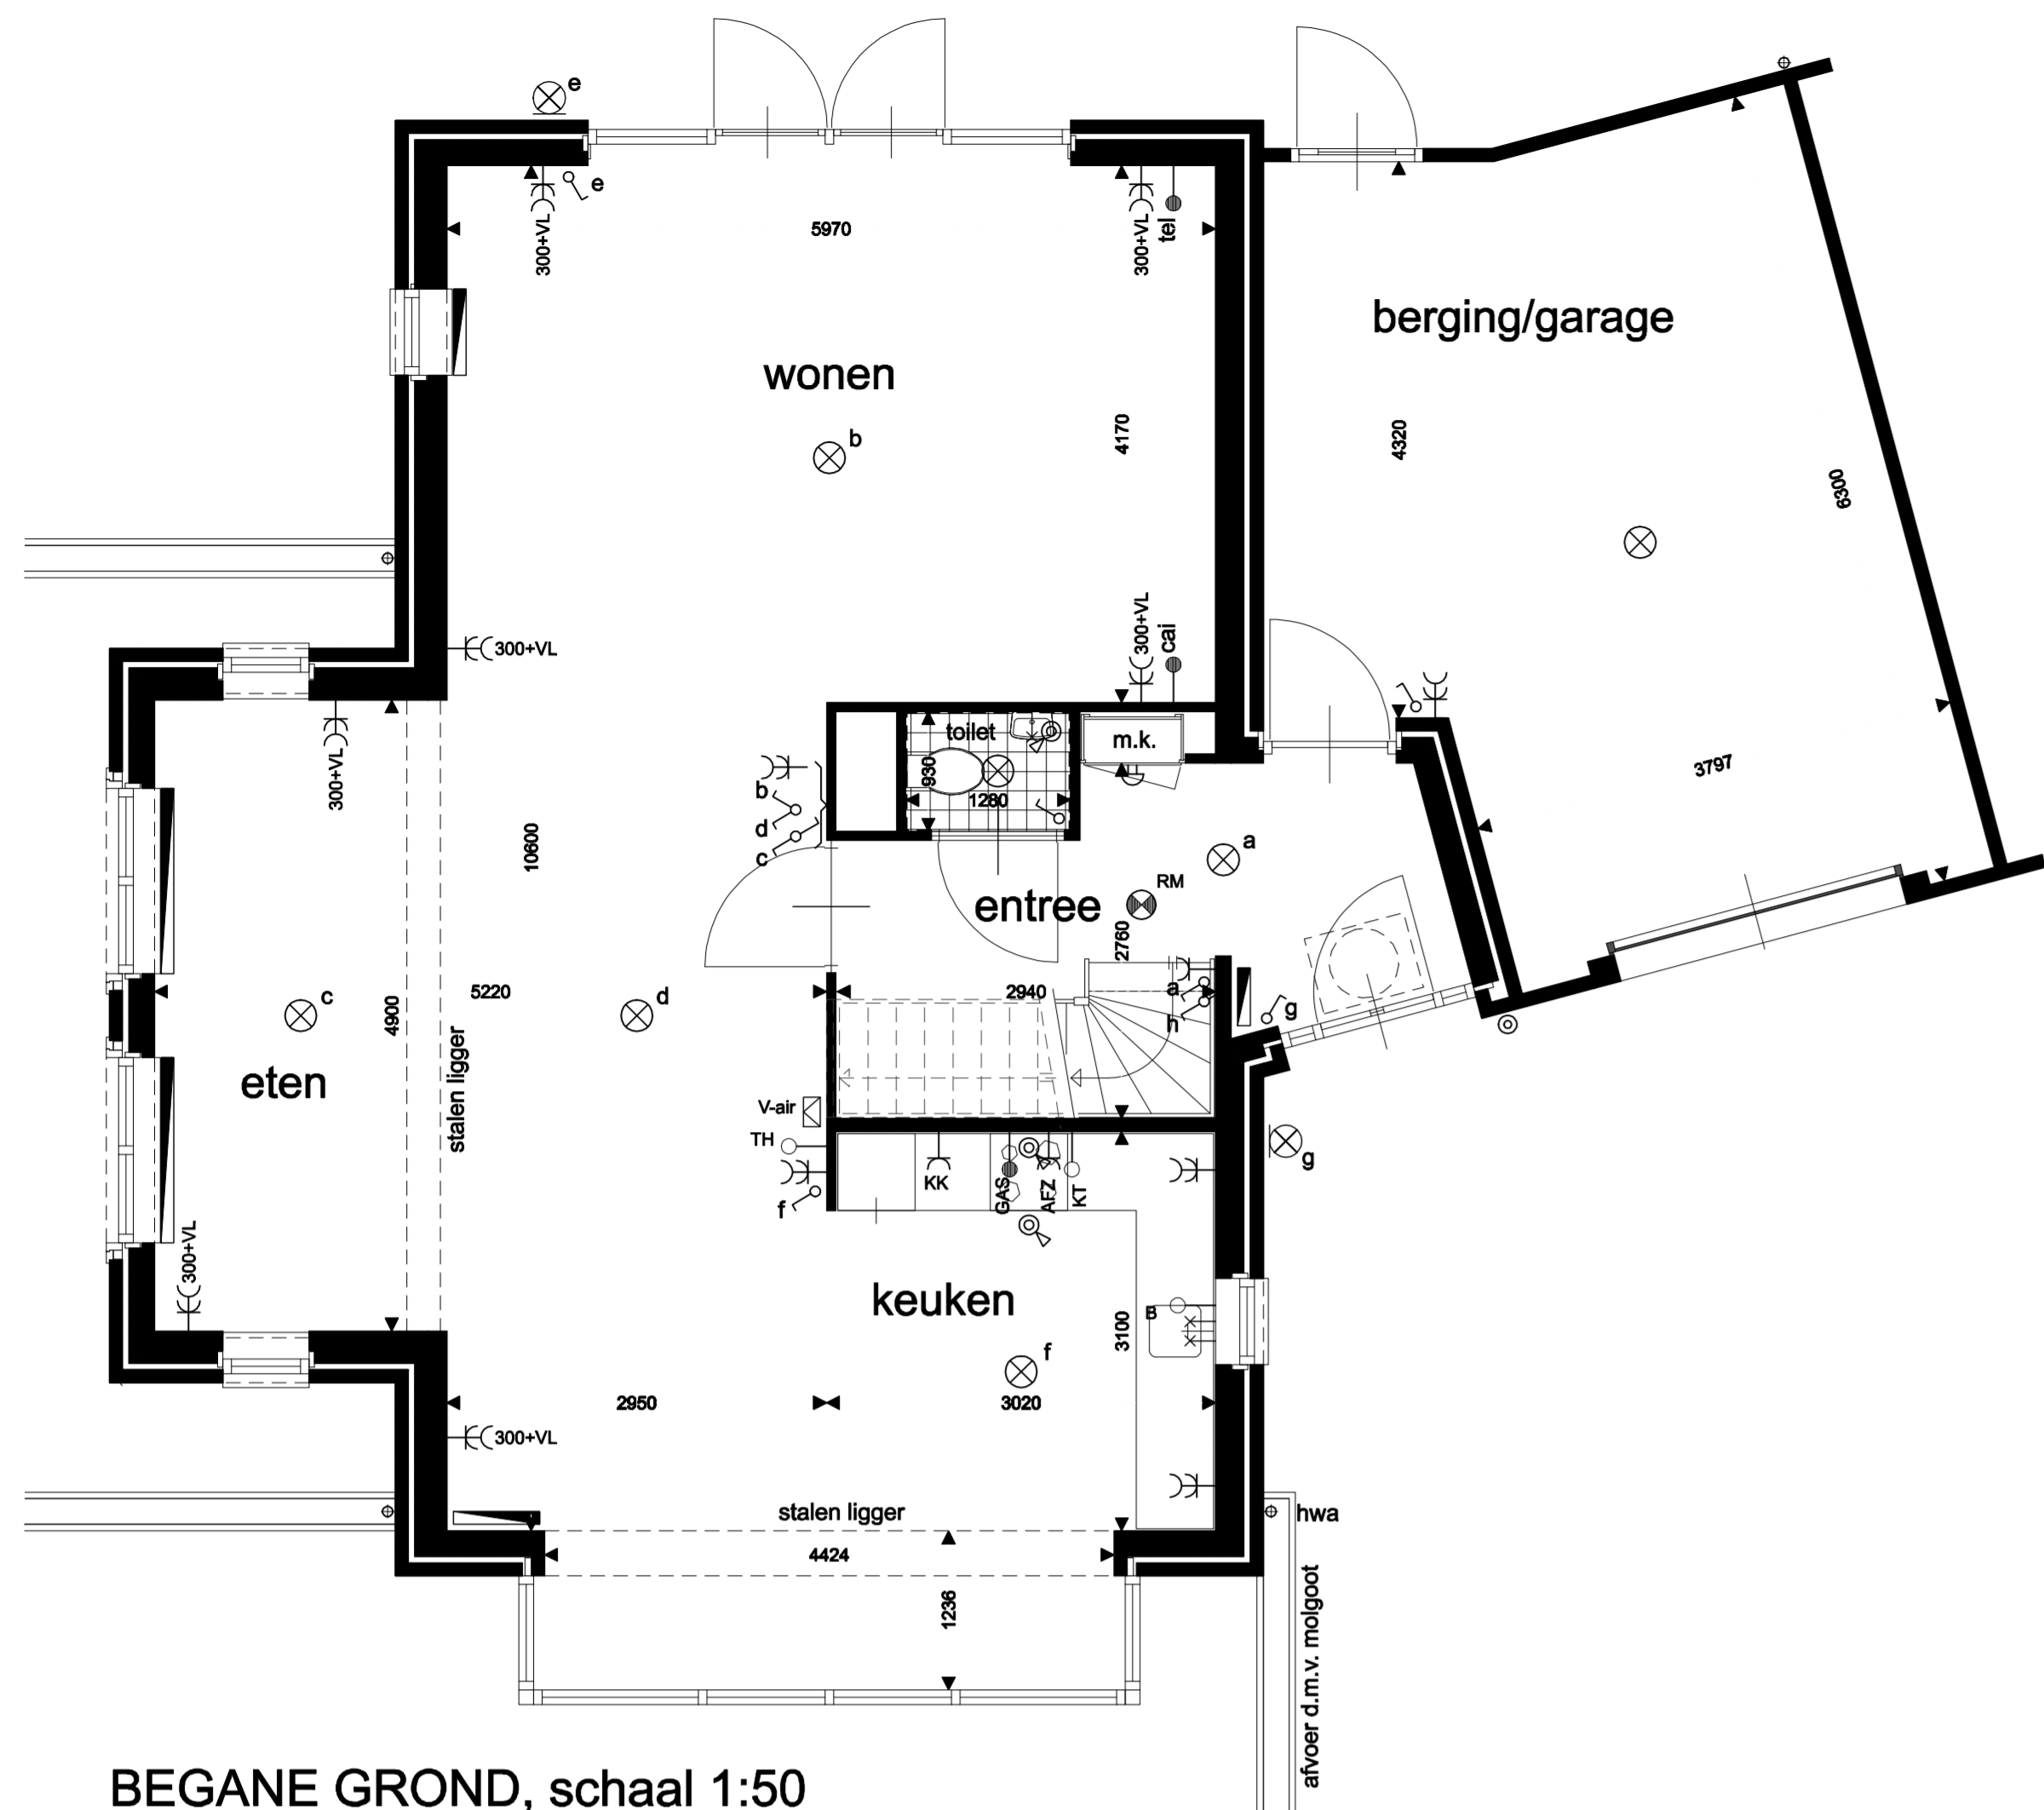 e
e
300+VL
5970
300+VL
tel
berging/garage
wonen
b
4170
4320
6300
300+VL
300+VL
cai
toilet
m.k.
930
1280
300+VL
b
d
c
10600
3797
a
RM
entree
2760
c
4900
5220
d
2940
a
h
g
eten
stalen ligger
V-air
TH
f
KK
GAS
AFZ
KT
g
300+VL
keuken
B
3100
f
2950
3020
300+VL
stalen ligger
hwa
4424
1236
afvoer d.m.v. molgoot
BEGANE GROND, schaal 1:50